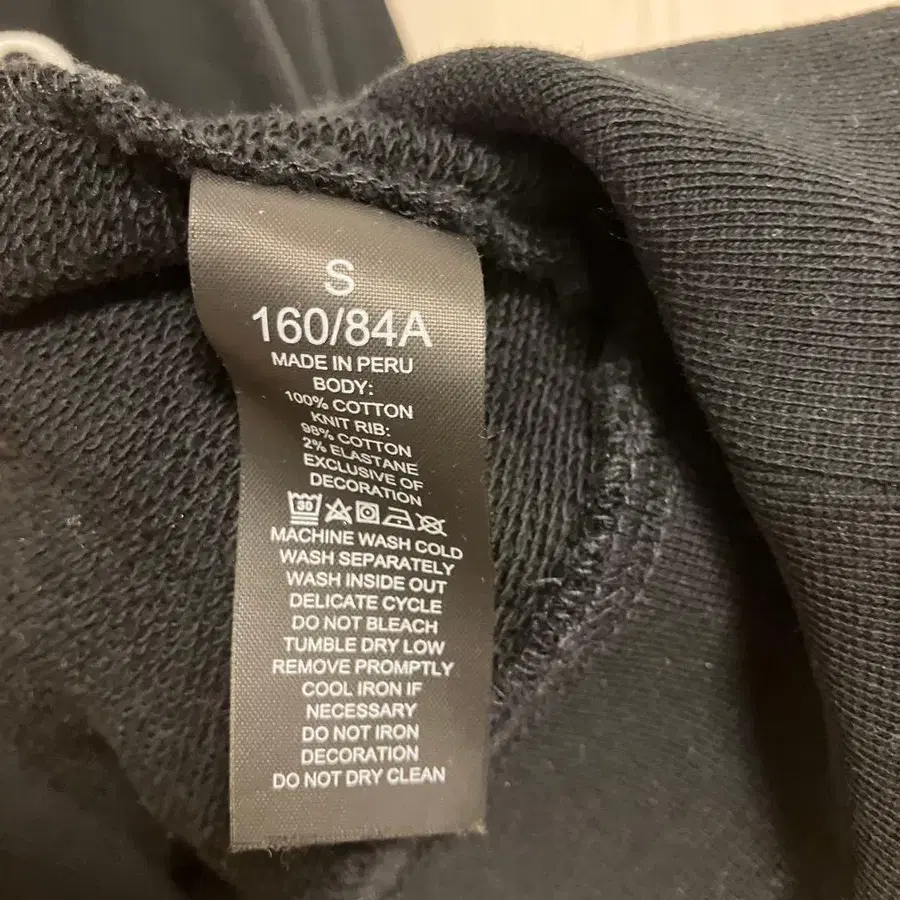 S
160/84A
MADE IN PERU
BODY:
100% COTTON
KNIT RIB:
98% COTTON
2% ELASTANE
EXCLUSIVE OF
DECORATION
30
MACHINE WASH COLD
WASH SEPARATELY
WASH INSIDE OUT
DELICATE CYCLE
DO NOT BLEACH
TUMBLE DRY LOW
REMOVE PROMPTLY
COOL IRON IF
NECESSARY
DO NOT IRON
DECORATION
DO NOT DRY CLEAN